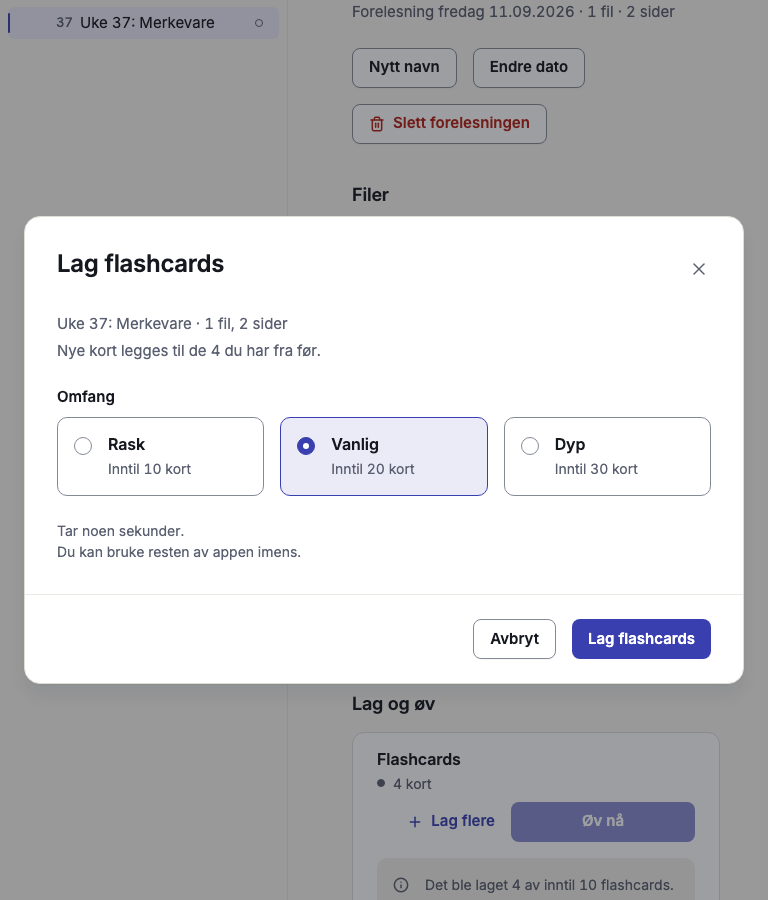 37 Uke 37: Merkevare
Forelesning fredag 11.09.2026 · 1 fil · 2 sider
Nytt navn
Endre dato
Slett forelesningen
Filer
Lag flashcards
Uke 37: Merkevare · 1 fil, 2 sider
Nye kort legges til de 4 du har fra før.
Omfang
Rask
Inntil 10 kort
Vanlig
Inntil 20 kort
Dyp
Inntil 30 kort
Tar noen sekunder.
Du kan bruke resten av appen imens.
Avbryt
Lag flashcards
Lag og øv
Flashcards
4 kort
Lag flere
Øv nå
Det ble laget 4 av inntil 10 flashcards.